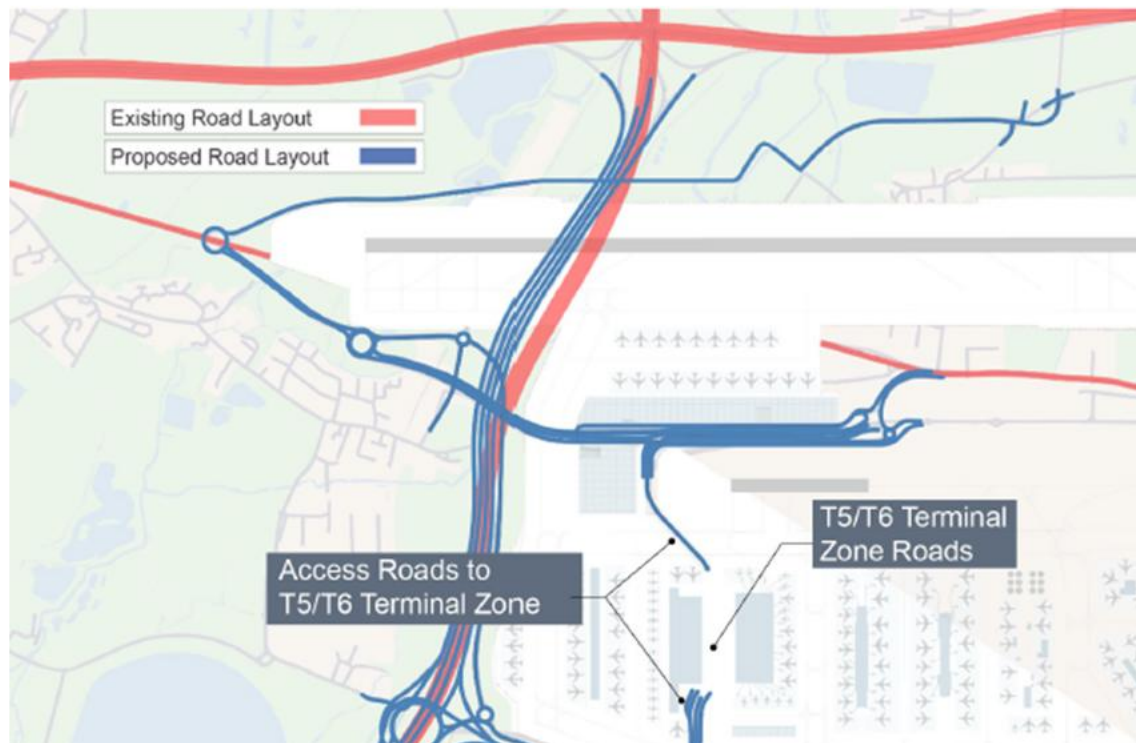 Existing Road Layout
Proposed Road Layout
T5/T6 Terminal
Zone Roads
Access Roads to
T5/T6 Terminal Zone